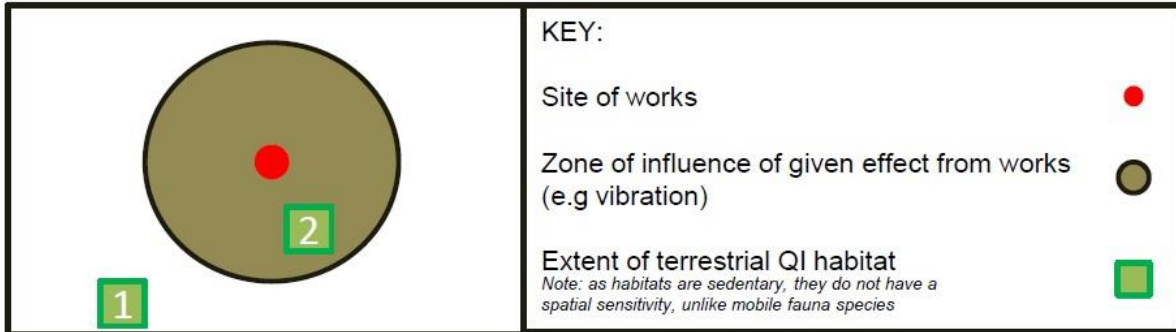 2
1
KEY:
Site of works
Zone of influence of given effect from works
(e.g vibration)
Extent of terrestrial QI habitat
Note: as habitats are sedentary, they do not have a
spatial sensitivity, unlike mobile fauna species